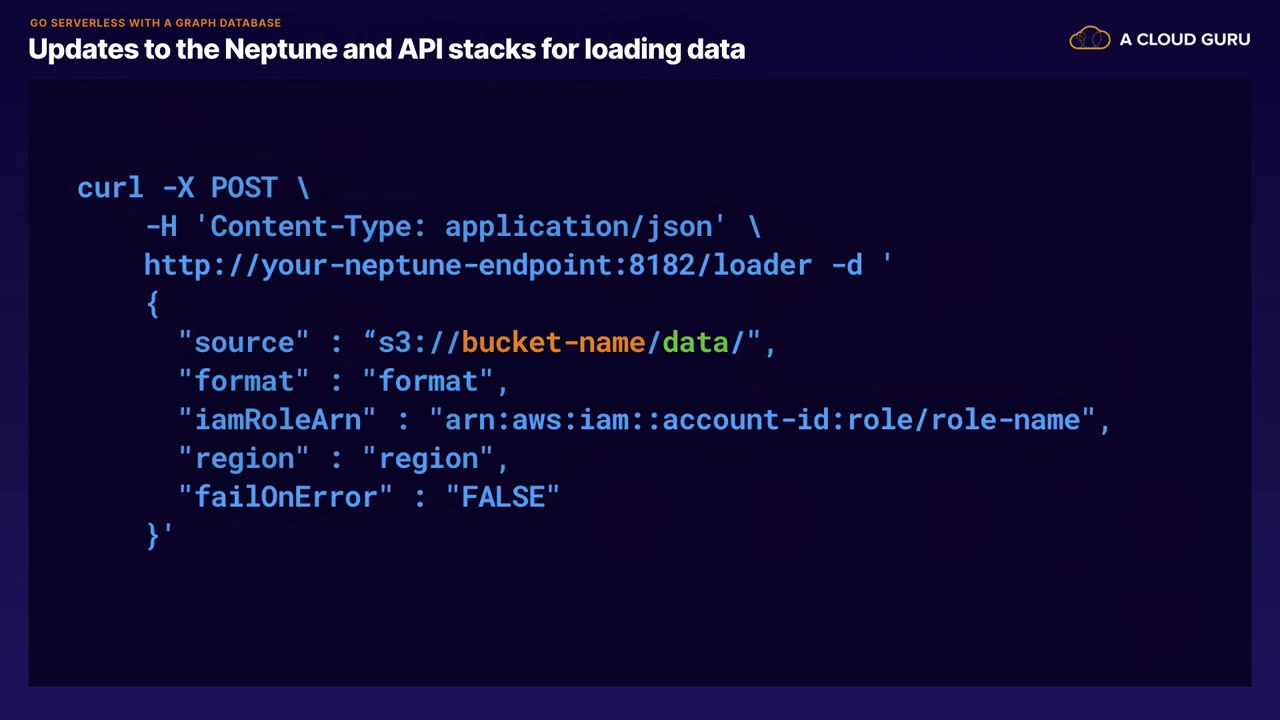 GO SERVERLESS WITH A GRAPH DATABASE
Updates to the Neptune and API stacks for loading data
A CLOUD GURU
curl -X POST \
    -H 'Content-Type: application/json' \
    http://your-neptune-endpoint:8182/loader -d '
    {
      "source" : “s3://bucket-name/data/",
      "format" : "format",
      "iamRoleArn" : "arn:aws:iam::account-id:role/role-name",
      "region" : "region",
      "failOnError" : "FALSE"
    }'